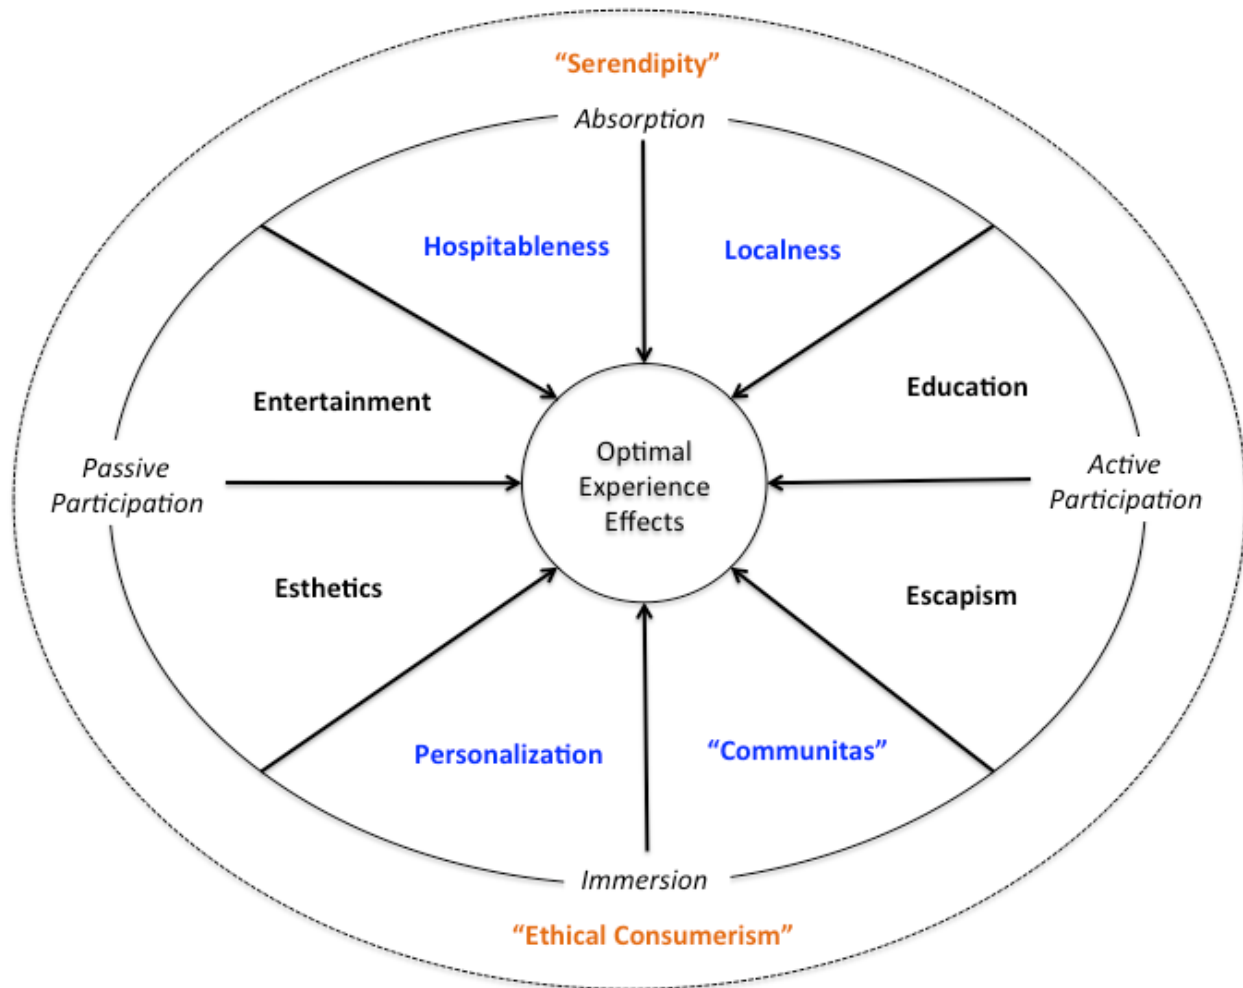 “Serendipity”
Absorption
Hospitableness
Localness
Entertainment
Education
Optimal
Experience
Effects
Passive
Participation
Active
Participation
Esthetics
Escapism
Personalization
“Communitas”
Immersion
“Ethical Consumerism”